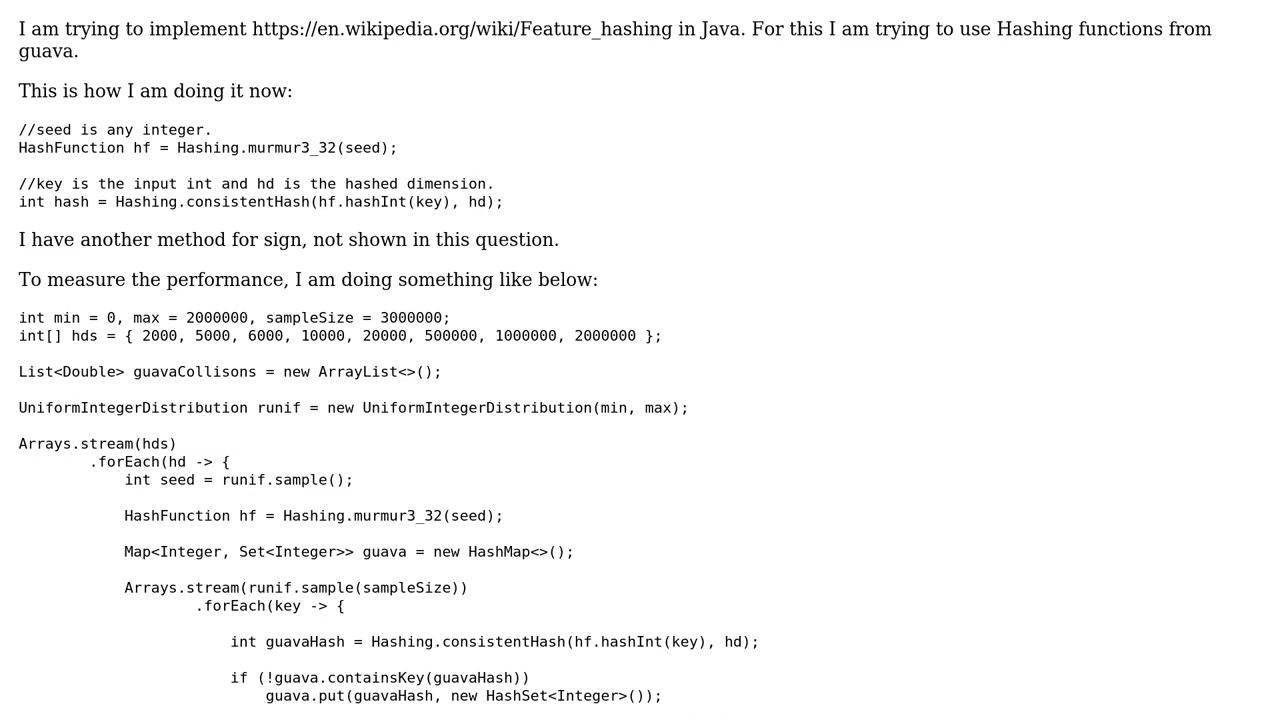 I am trying to implement https://en.wikipedia.org/wiki/Feature_hashing in Java. For this I am trying to use Hashing functions from
guava.
This is how I am doing it now:
//seed is any integer.
HashFunction hf = Hashing.murmur3_32(seed);
//key is the input int and hd is the hashed dimension.
int hash = Hashing.consistentHash(hf.hashInt(key), hd);
I have another method for sign, not shown in this question.
To measure the performance, I am doing something like below:
int min = 0, max = 2000000, sampleSize = 3000000;
int[] hds = { 2000, 5000, 6000, 10000, 20000, 500000, 1000000, 2000000 };
List<Double> guavaCollisons = new ArrayList<>();
UniformIntegerDistribution runif = new UniformIntegerDistribution(min, max);
Arrays.stream(hds)
        .forEach(hd -> {
            int seed = runif.sample();
            HashFunction hf = Hashing.murmur3_32(seed);
            Map<Integer, Set<Integer>> guava = new HashMap<>();
            Arrays.stream(runif.sample(sampleSize))
                    .forEach(key -> {
                        int guavaHash = Hashing.consistentHash(hf.hashInt(key), hd);
                        if (!guava.containsKey(guavaHash))
                            guava.put(guavaHash, new HashSet<Integer>());